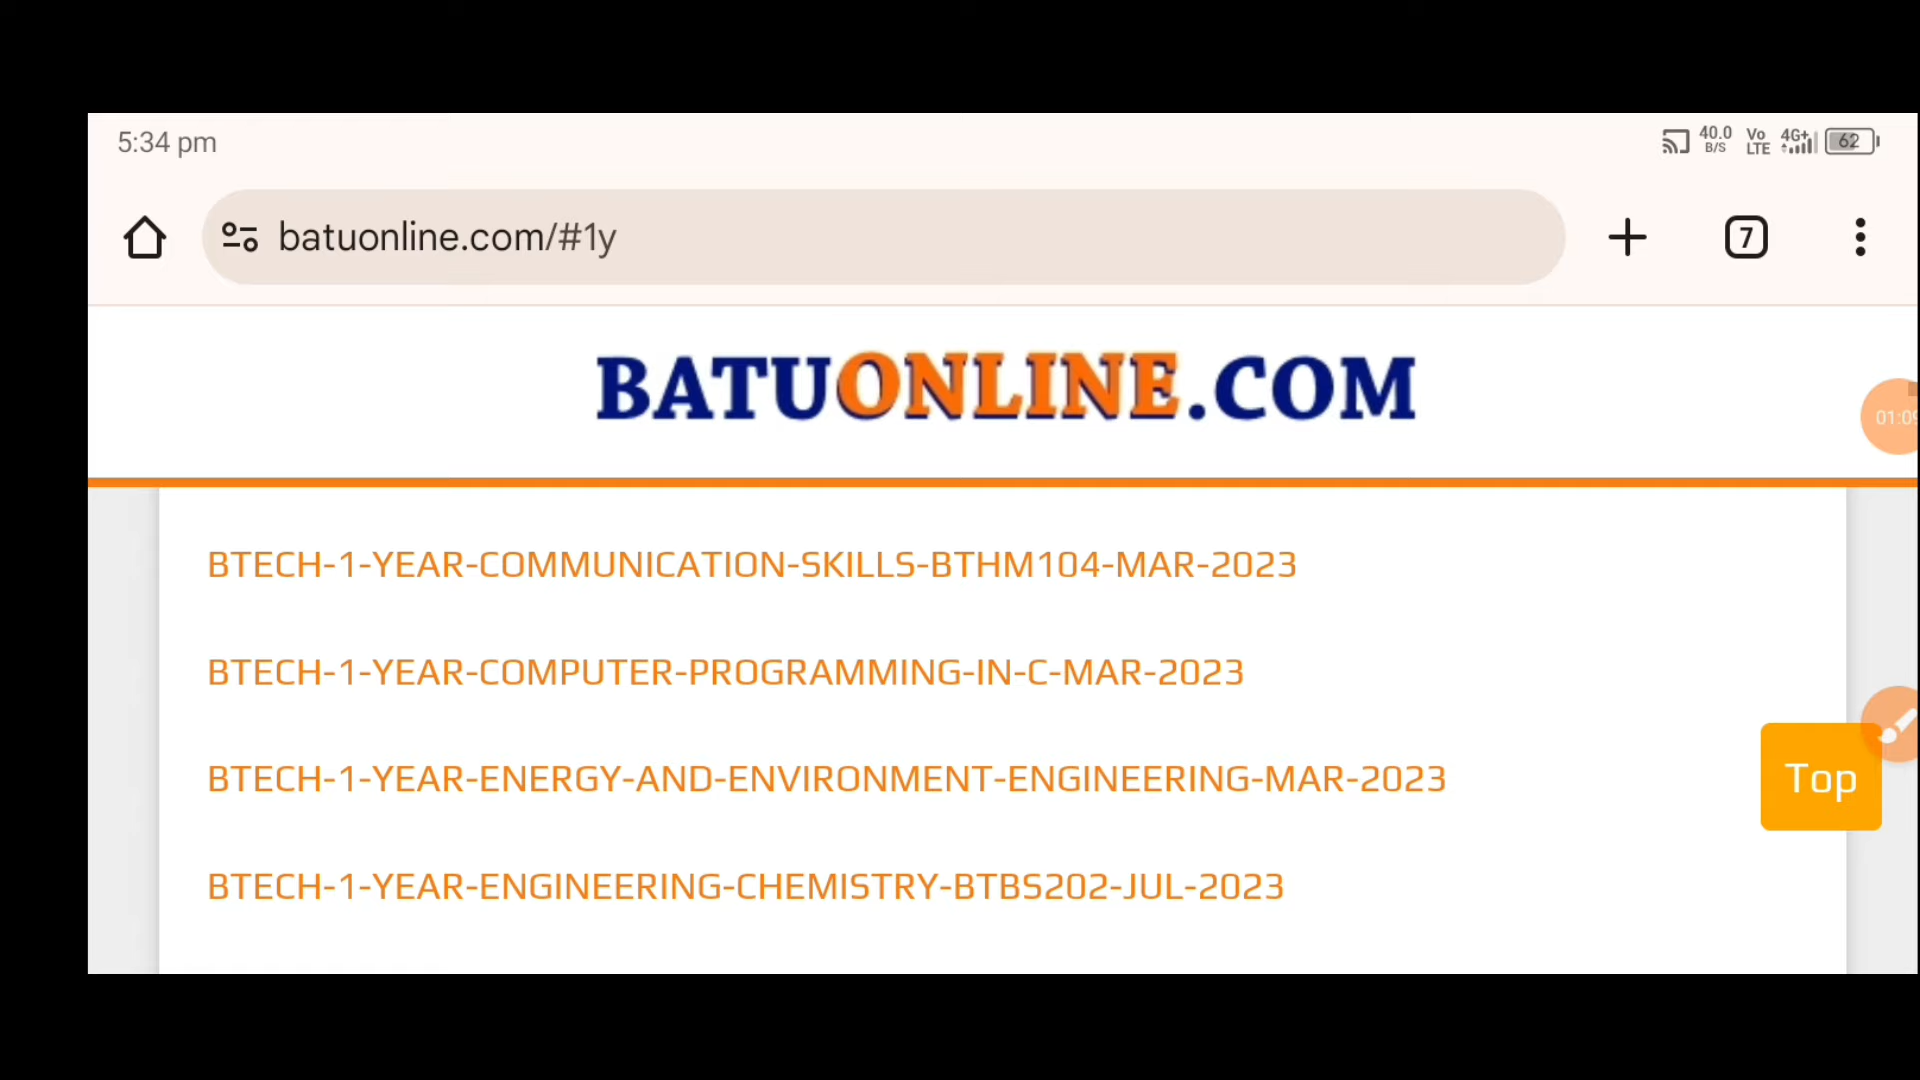 5:34 pm
40.0 B/S Vo LTE 4G+ 62
batuonline.com/#1y
7
BATUONLINE.COM
01:09
BTECH-1-YEAR-COMMUNICATION-SKILLS-BTHM104-MAR-2023
BTECH-1-YEAR-COMPUTER-PROGRAMMING-IN-C-MAR-2023
BTECH-1-YEAR-ENERGY-AND-ENVIRONMENT-ENGINEERING-MAR-2023
Top
BTECH-1-YEAR-ENGINEERING-CHEMISTRY-BTBS202-JUL-2023